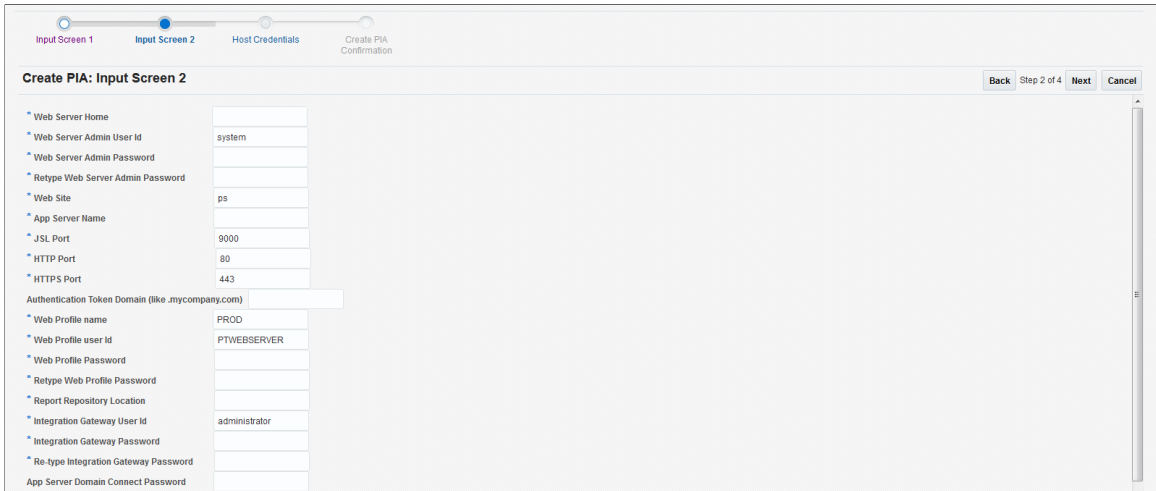 Input Screen 1 Input Screen 2 Host Credentials Create PIA
Confirmation
Create PIA: Input Screen 2 Back Step 2 of 4 Next Cancel
* Web Server Home
* Web Server Admin User Id system
* Web Server Admin Password
* Retype Web Server Admin Password
* Web Site ps
* App Server Name
* JSL Port 9000
* HTTP Port 80
* HTTPS Port 443
Authentication Token Domain (like .mycompany.com)
* Web Profile name PROD
* Web Profile user Id PTWEBSERVER
* Web Profile Password
* Retype Web Profile Password
* Report Repository Location
* Integration Gateway User Id administrator
* Integration Gateway Password
* Re-type Integration Gateway Password
App Server Domain Connect Password